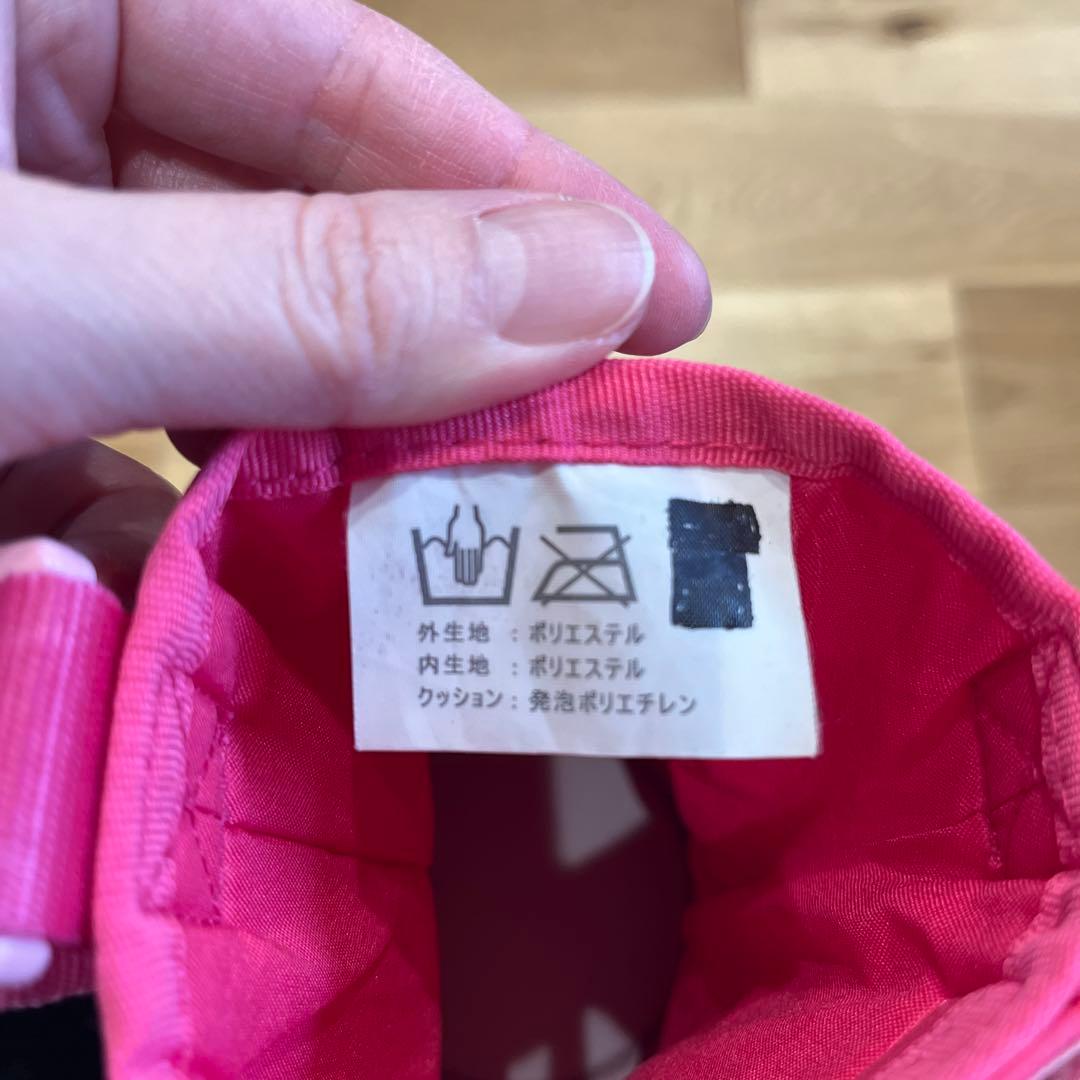 外生地 : ポリエステル
内生地 : ポリエステル
クッション : 発泡ポリエチレン